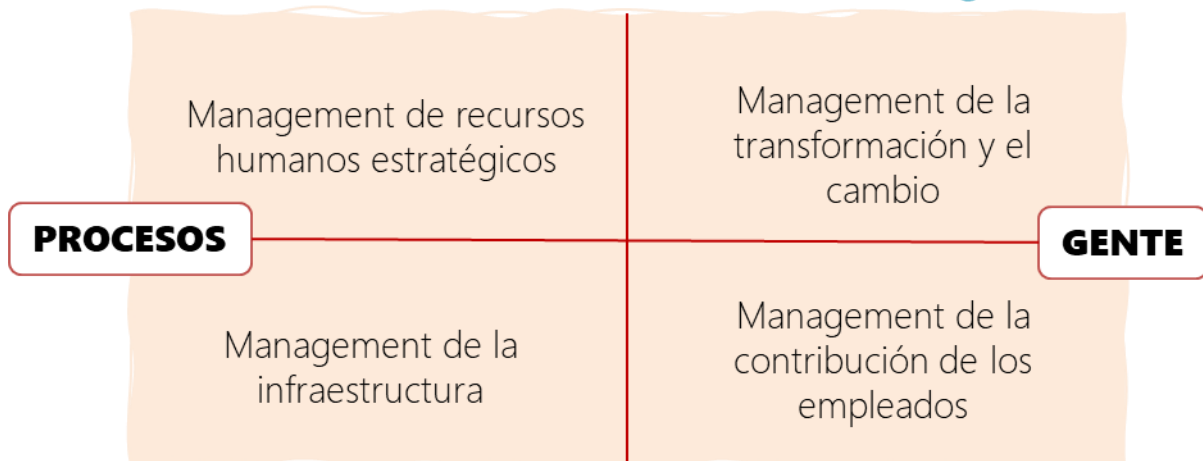 Management de recursos
humanos estratégicos
Management de la
transformación y el
cambio
PROCESOS
GENTE
Management de la
infraestructura
Management de la
contribución de los
empleados